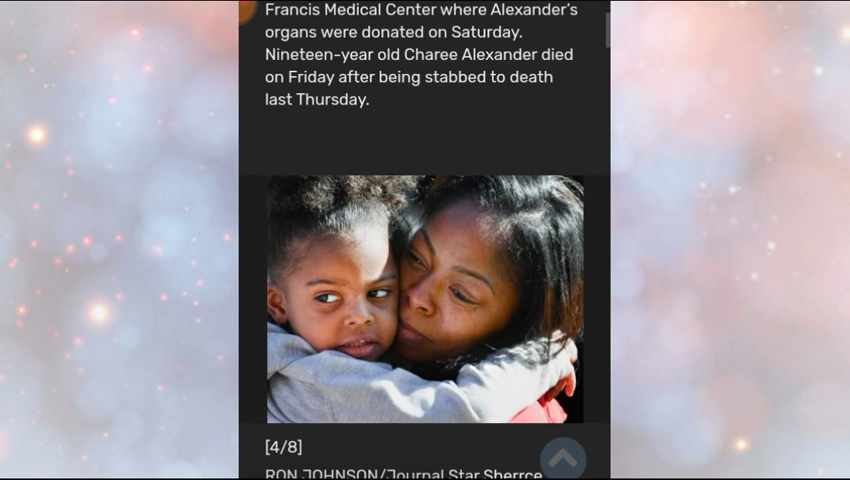 Francis Medical Center where Alexander’s
organs were donated on Saturday.
Nineteen-year old Charee Alexander died
on Friday after being stabbed to death
last Thursday.
[4/8]
RON JOHNSON/Journal Star Sherrce